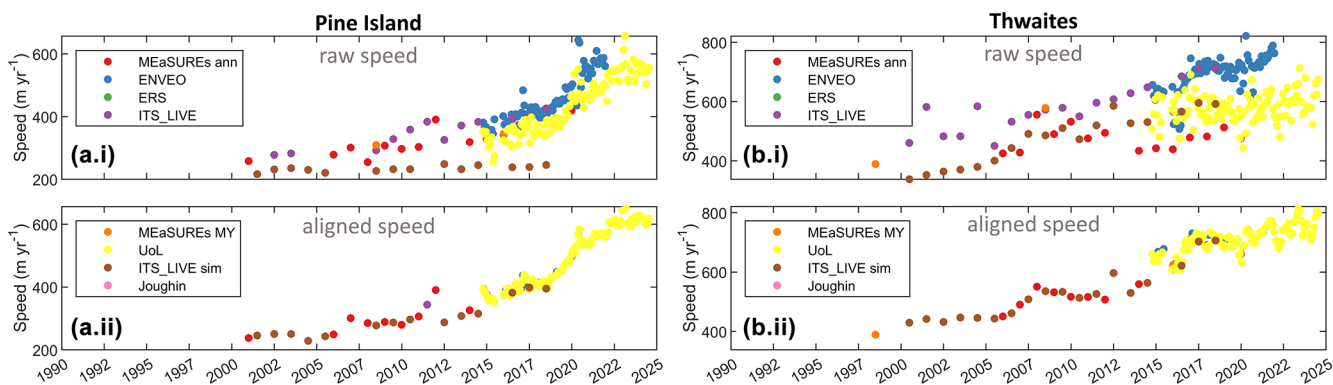 Pine Island
Thwaites
Speed (m yr⁻¹)
600
400
200
raw speed
MEaSUREs ann
ENVEO
ERS
ITS_LIVE
(a.i)
Speed (m yr⁻¹)
800
600
400
raw speed
MEaSUREs ann
ENVEO
ERS
ITS_LIVE
(b.i)
Speed (m yr⁻¹)
600
400
200
aligned speed
MEaSUREs MY
UoL
ITS_LIVE sim
Joughin
(a.ii)
1990 1992 1995 1997 2000 2002 2005 2007 2010 2012 2015 2017 2020 2022 2025
Speed (m yr⁻¹)
800
600
400
aligned speed
MEaSUREs MY
UoL
ITS_LIVE sim
Joughin
(b.ii)
1990 1992 1995 1997 2000 2002 2005 2007 2010 2012 2015 2017 2020 2022 2025